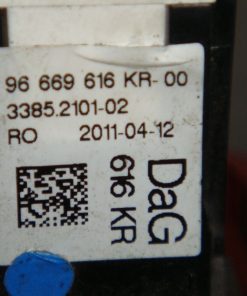 96 669 616 KR-00
3385.2101-02
RO 2011-04-12
DaG
616 KR